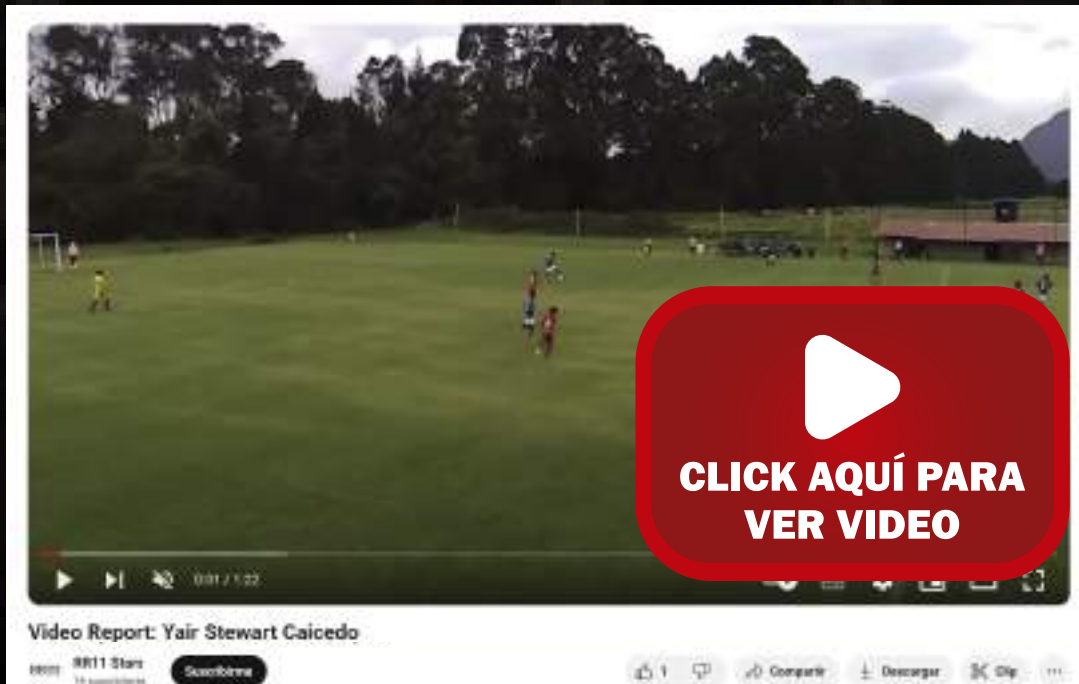 CLICK AQUÍ PARA
VER VIDEO
0:01 / 1:22
Video Report: Yair Stewart Caicedo
RR11 Stars
Suscribirme
1
Compartir
Descargar
Clip